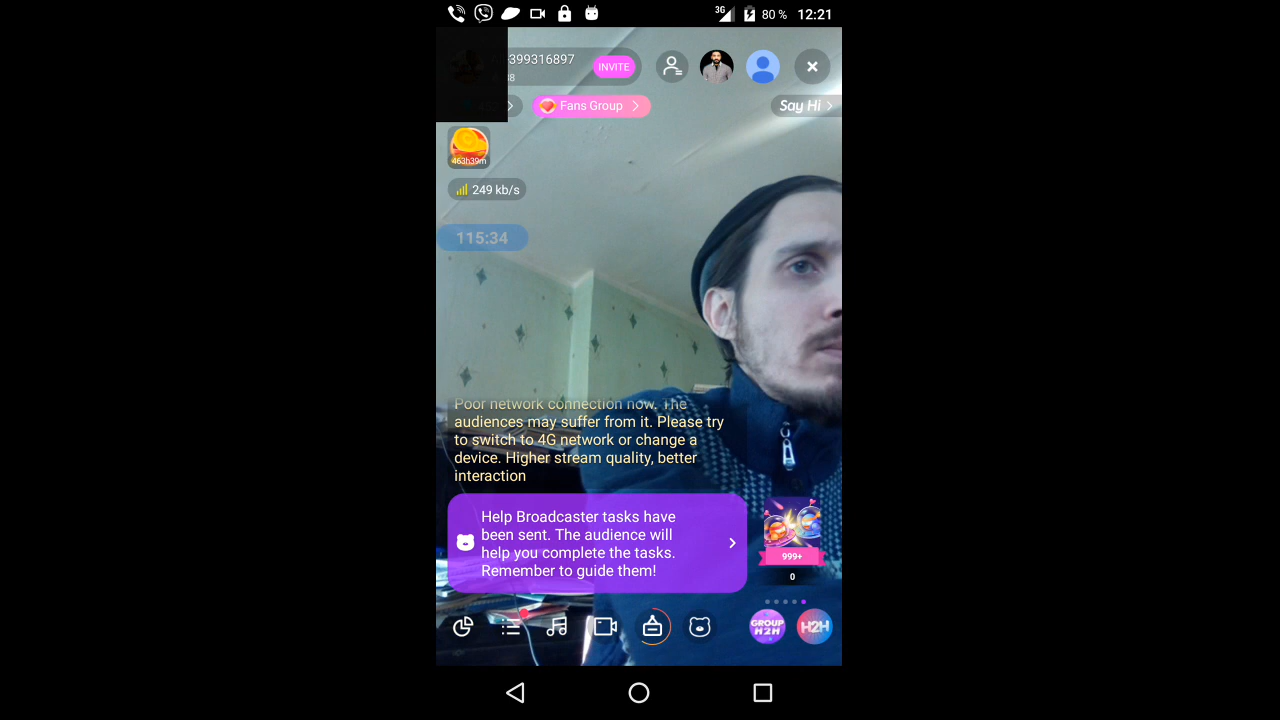 3G 80 % 12:21
399316897
INVITE
Fans Group
Say Hi
463h39m
249 kb/s
115:34
Poor network connection now. The
audiences may suffer from it. Please try
to switch to 4G network or change a
device. Higher stream quality, better
interaction
Help Broadcaster tasks have
been sent. The audience will
help you complete the tasks.
Remember to guide them!
999+
0
GROUP
H2H
H2H